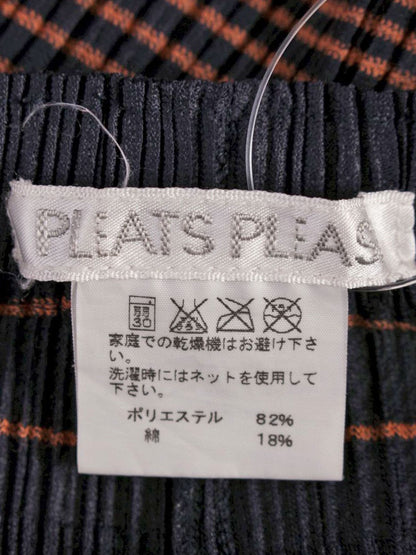 PLEATS PLEAS
弱
30
家庭での乾燥機はお避け下さ
い。
洗濯時にはネットを使用して
下さい。
ポリエステル 82%
綿 18%